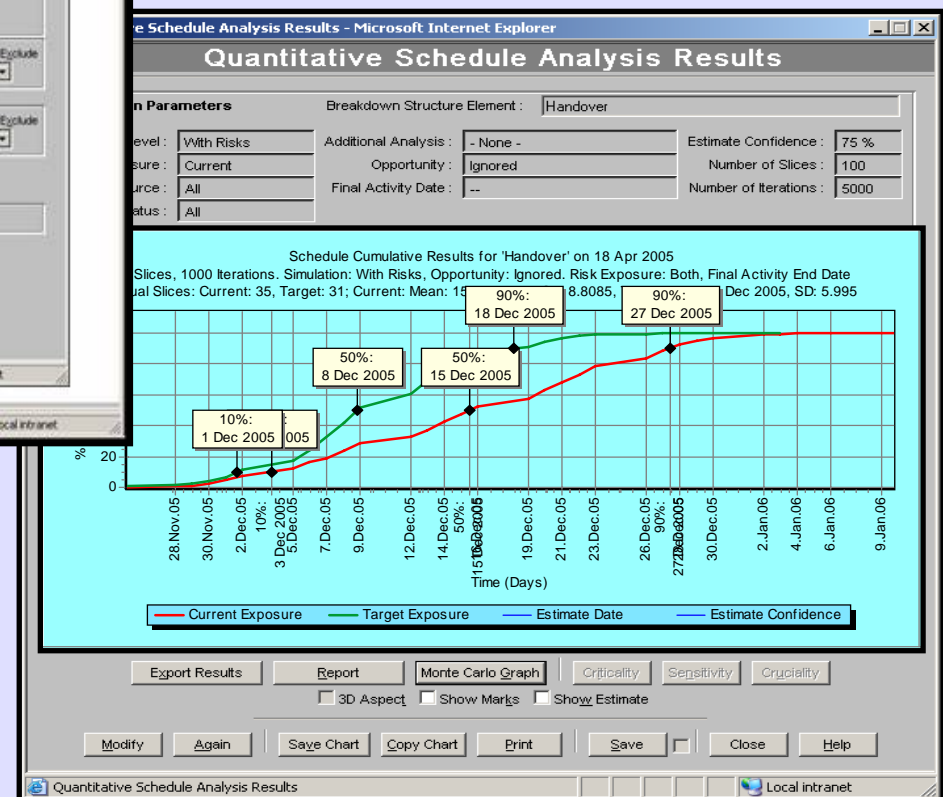 e Schedule Analysis Results - Microsoft Internet Explorer
Quantitative Schedule Analysis Results
Exclude
Exclude
ocal intranet
n Parameters
Breakdown Structure Element : Handover
evel : With Risks
Additional Analysis : - None -
Estimate Confidence : 75 %
sure : Current
Opportunity : Ignored
Number of Slices : 100
urce : All
Final Activity Date : --
Number of Iterations : 5000
atus : All
Schedule Cumulative Results for 'Handover' on 18 Apr 2005
Slices, 1000 Iterations. Simulation: With Risks, Opportunity: Ignored. Risk Exposure: Both, Final Activity End Date
ual Slices: Current: 35, Target: 31; Current: Mean: 15 8.8085, Dec 2005, SD: 5.995
90%:
18 Dec 2005
90%:
27 Dec 2005
50%:
8 Dec 2005
50%:
15 Dec 2005
10%:
1 Dec 2005
005
%
20
0
28.Nov.05
30.Nov.05
2.Dec.05
10%:
3 Dec 2005
5.Dec.05
7.Dec.05
9.Dec.05
12.Dec.05
14.Dec.05
50%:
19.Dec.05
21.Dec.05
23.Dec.05
26.Dec.05
90%:
30.Dec.05
2.Jan.06
4.Jan.06
6.Jan.06
9.Jan.06
Time (Days)
Current Exposure Target Exposure Estimate Date Estimate Confidence
Export Results Report Monte Carlo Graph Criticality Sensitivity Cruciality
3D Aspect Show Marks Show Estimate
Modify Again Save Chart Copy Chart Print Save Close Help
Quantitative Schedule Analysis Results
Local intranet